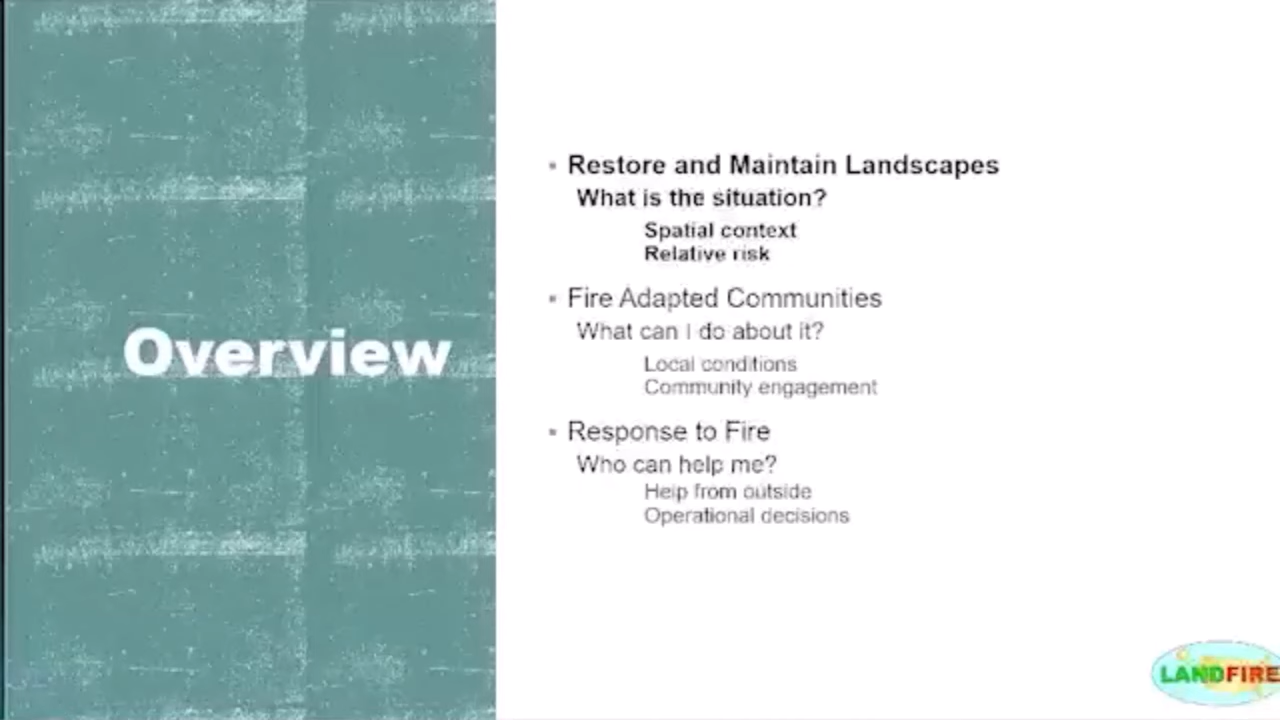 Overview
▪ Restore and Maintain Landscapes
What is the situation?
Spatial context
Relative risk
▪ Fire Adapted Communities
What can I do about it?
Local conditions
Community engagement
▪ Response to Fire
Who can help me?
Help from outside
Operational decisions
LANDFIRE